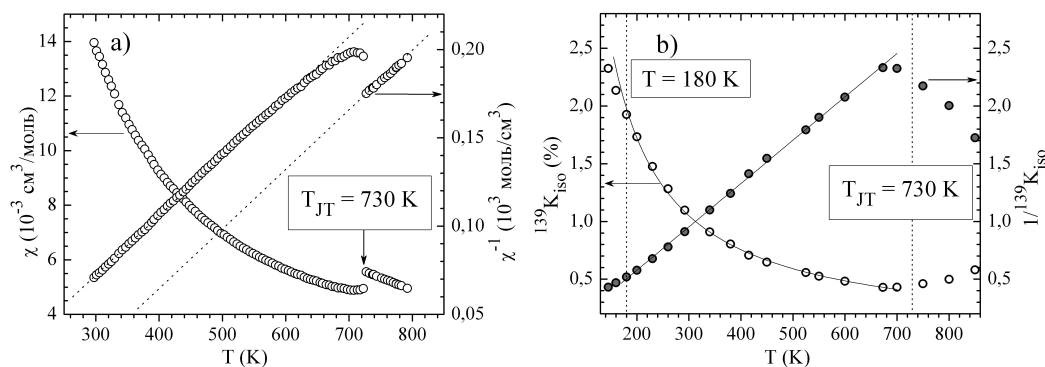 a)
14
12
10
8
6
4
χ (10⁻³ см³/моль)
300 400 500 600 700 800
T (K)
0,20
0,15
0,10
0,05
χ⁻¹ (10³ моль/см³)
T_JT = 730 K
b)
2,5
2,0
1,5
1,0
0,5
¹³⁹K_iso (%)
200 300 400 500 600 700 800
T (K)
2,5
2,0
1,5
1,0
0,5
1/¹³⁹K_iso
T = 180 K
T_JT = 730 K